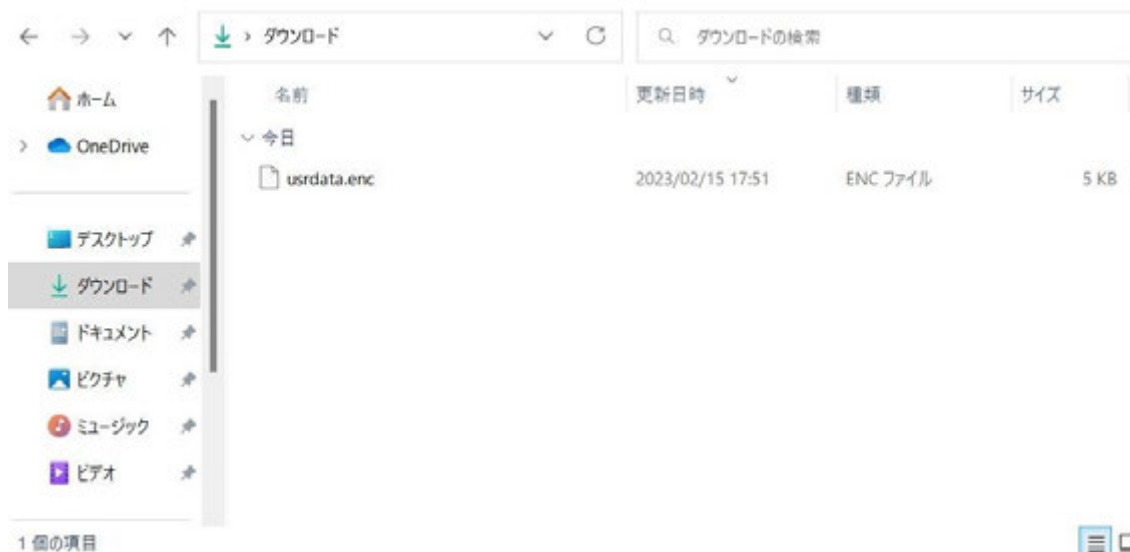 ダウンロード
ダウンロードの検索
ホーム
OneDrive
デスクトップ
ダウンロード
ドキュメント
ピクチャ
ミュージック
ビデオ
名前 更新日時 種類 サイズ
今日
usrdata.enc 2023/02/15 17:51 ENC ファイル 5 KB
1 個の項目